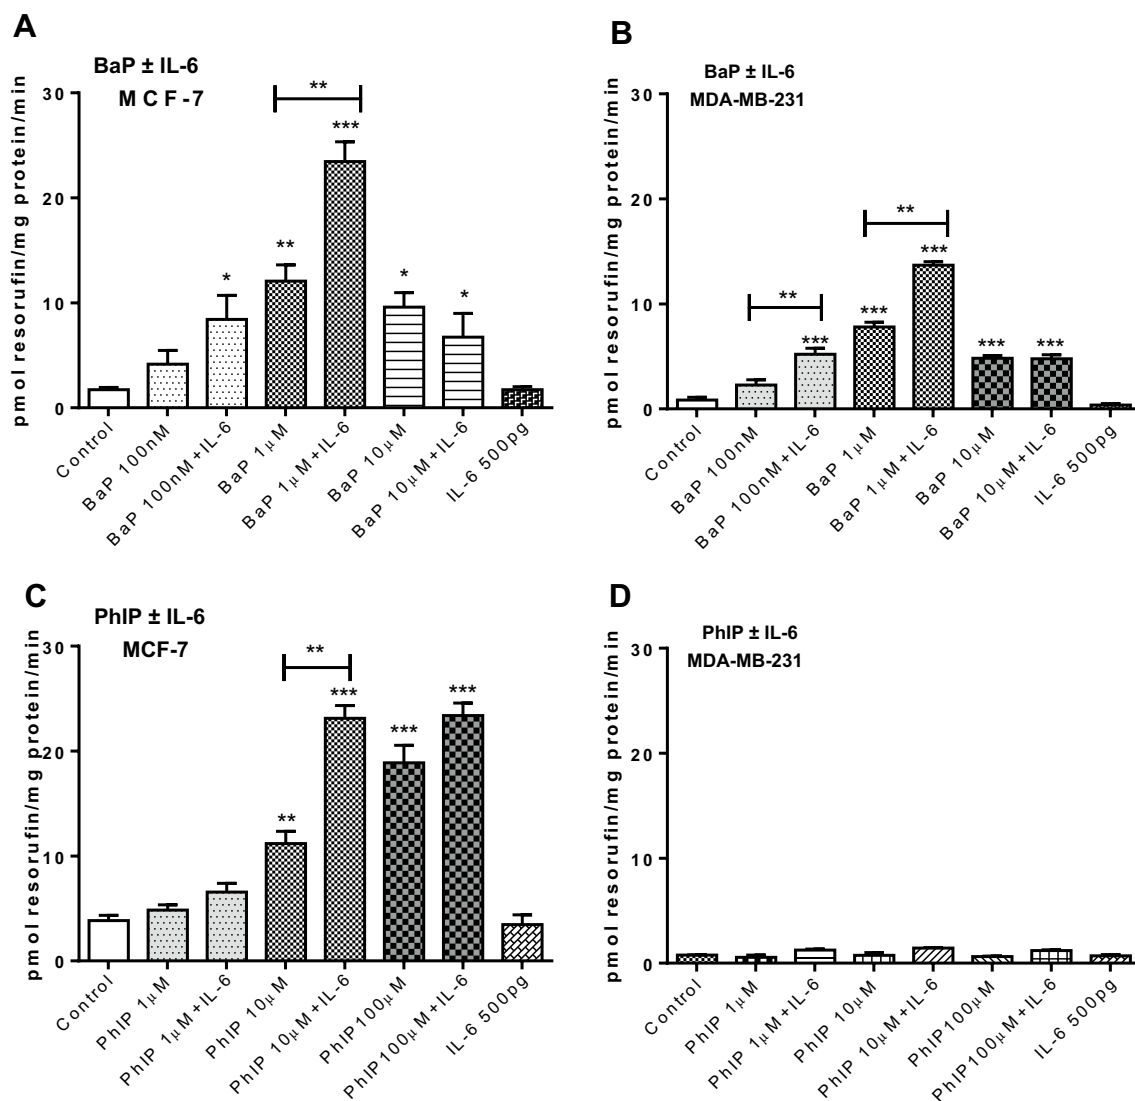 A
BaP ± IL-6
M C F - 7
pmol resorufin/mg protein/min
30
20
10
0
**
***
**
*
*
*
Control
BaP 100nM
BaP 100nM+IL-6
BaP 1μM
BaP 1μM+IL-6
BaP 10μM
BaP 10μM+IL-6
IL-6 500pg
B
BaP ± IL-6
MDA-MB-231
pmol resorufin/mg protein/min
30
20
10
0
**
***
**
***
***
***
***
Control
BaP 100nM
BaP 100nM+IL-6
BaP 1μM
BaP 1μM+IL-6
BaP 10μM
BaP 10μM+IL-6
IL-6 500pg
C
PhIP ± IL-6
MCF-7
pmol resorufin/mg protein/min
30
20
10
0
**
***
***
***
**
Control
PhIP 1μM
PhIP 1μM+IL-6
PhIP 10μM
PhIP 10μM+IL-6
PhIP100μM
PhIP100μM+IL-6
IL-6 500pg
D
PhIP ± IL-6
MDA-MB-231
pmol resorufin/mg protein/min
30
20
10
0
Control
PhIP 1μM
PhIP 1μM+IL-6
PhIP 10μM
PhIP 10μM+IL-6
PhIP100μM
PhIP100μM+IL-6
IL-6 500pg